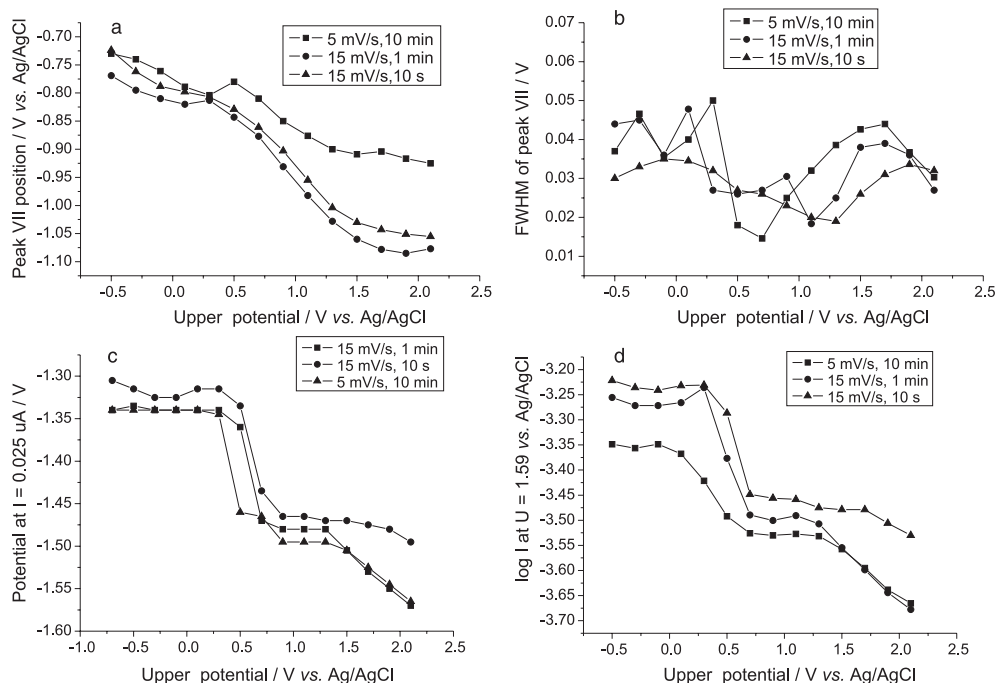 a
5 mV/s,10 min
15 mV/s,1 min
15 mV/s,10 s
Peak VII position / V vs. Ag/AgCl
-0.70
-0.75
-0.80
-0.85
-0.90
-0.95
-1.00
-1.05
-1.10
-0.5 0.0 0.5 1.0 1.5 2.0 2.5
Upper potential / V vs. Ag/AgCl
b
5 mV/s,10 min
15 mV/s,1 min
15 mV/s,10 s
FWHM of peak VII / V
0.07
0.06
0.05
0.04
0.03
0.02
0.01
-0.5 0.0 0.5 1.0 1.5 2.0 2.5
Upper potential / V vs. Ag/AgCl
c
15 mV/s, 1 min
15 mV/s, 10 s
5 mV/s, 10 min
Potential at I = 0.025 uA / V
-1.30
-1.35
-1.40
-1.45
-1.50
-1.55
-1.60
-1.0 -0.5 0.0 0.5 1.0 1.5 2.0 2.5
Upper potential / V vs. Ag/AgCl
d
5 mV/s, 10 min
15 mV/s, 1 min
15 mV/s, 10 s
log I at U = 1.59 vs. Ag/AgCl
-3.20
-3.25
-3.30
-3.35
-3.40
-3.45
-3.50
-3.55
-3.60
-3.65
-3.70
-0.5 0.0 0.5 1.0 1.5 2.0 2.5
Upper potential / V vs. Ag/AgCl